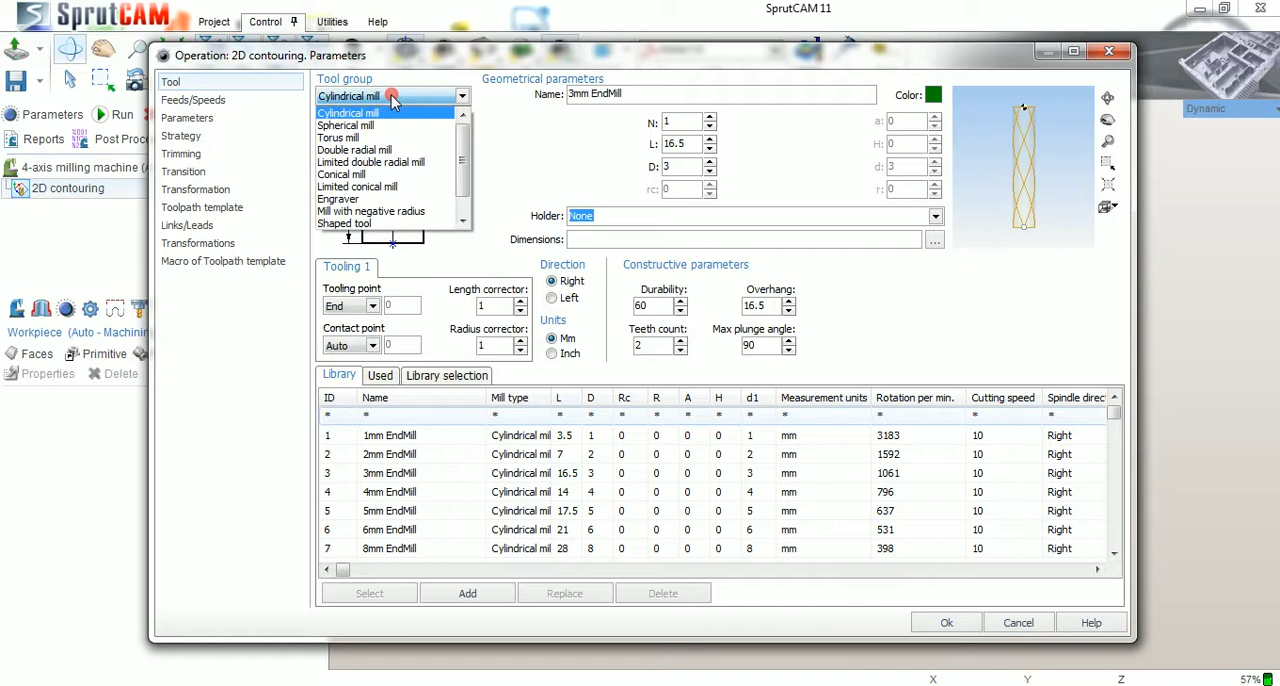 SprutCAM
Project
Control
Utilities
Help
SprutCAM 11
Operation: 2D contouring. Parameters
Parameters
Run
Reports
Post Proce
4-axis milling machine (A
2D contouring
Workpiece (Auto - Machinin
Faces
Primitive
Properties
Delete
Dynamic
Tool
Feeds/Speeds
Parameters
Strategy
Trimming
Transition
Transformation
Toolpath template
Links/Leads
Transformations
Macro of Toolpath template
Tool group
Cylindrical mill
Cylindrical mill
Spherical mill
Torus mill
Double radial mill
Limited double radial mill
Conical mill
Limited conical mill
Engraver
Mill with negative radius
Shaped tool
Geometrical parameters
Name: 3mm EndMill
Color:
N: 1 a: 0
L: 16.5 H: 0
D: 3 d: 3
rc: 0 r: 0
Holder: None
Dimensions: ...
Tooling 1
Tooling point
End 0
Length corrector:
1
Contact point
Auto 0
Radius corrector:
1
Direction
Right
Left
Units
Mm
Inch
Constructive parameters
Durability: Overhang:
60 16.5
Teeth count: Max plunge angle:
2 90
Library Used Library selection
ID Name Mill type L D Rc R A H d1 Measurement units Rotation per min. Cutting speed Spindle direc
* * * * * * * * * * * * * *
1 1mm EndMill Cylindrical mil 3.5 1 0 0 0 0 1 mm 3183 10 Right
2 2mm EndMill Cylindrical mil 7 2 0 0 0 0 2 mm 1592 10 Right
3 3mm EndMill Cylindrical mil 16.5 3 0 0 0 0 3 mm 1061 10 Right
4 4mm EndMill Cylindrical mil 14 4 0 0 0 0 4 mm 796 10 Right
5 5mm EndMill Cylindrical mil 17.5 5 0 0 0 0 5 mm 637 10 Right
6 6mm EndMill Cylindrical mil 21 6 0 0 0 0 6 mm 531 10 Right
7 8mm EndMill Cylindrical mil 28 8 0 0 0 0 8 mm 398 10 Right
Select Add Replace Delete
Ok Cancel Help
X Y Z 57%